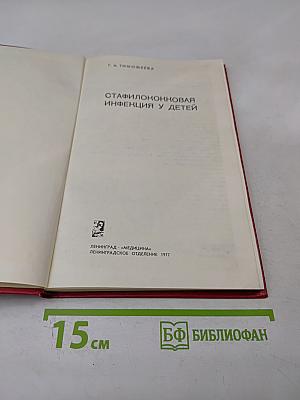 Г. А. ТИМОФЕЕВА
СТАФИЛОКОККОВАЯ
ИНФЕКЦИЯ У ДЕТЕЙ
ЛЕНИНГРАД · «МЕДИЦИНА»
ЛЕНИНГРАДСКОЕ ОТДЕЛЕНИЕ 1977
15 см
БФ БИБЛИОФАН